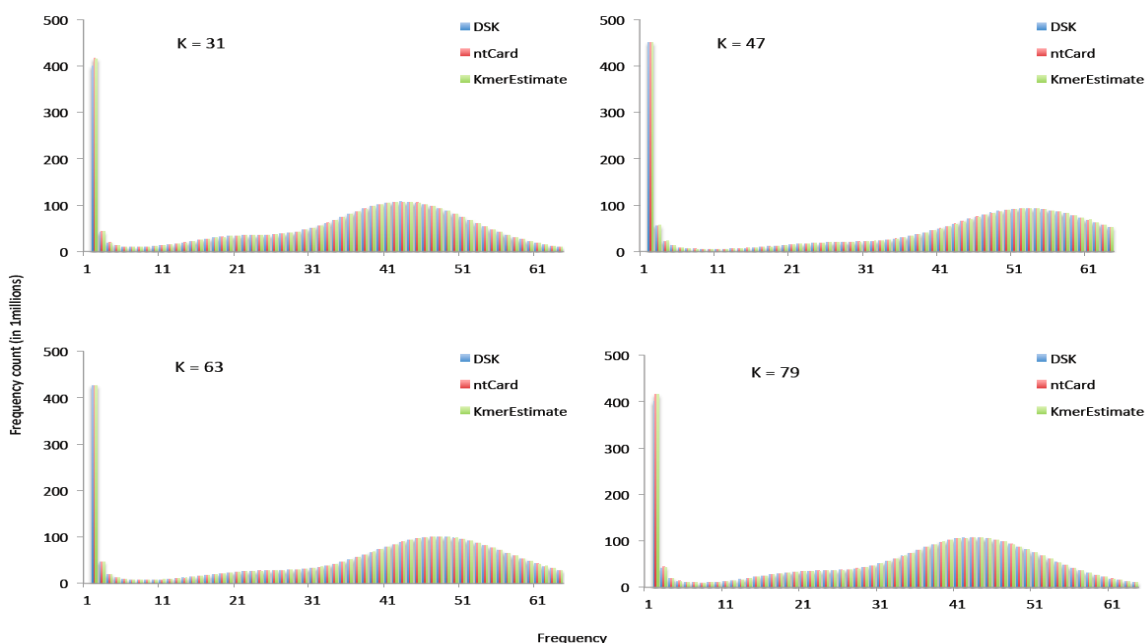 500
400
300
200
100
0
K = 31
DSK
ntCard
KmerEstimate
1 11 21 31 41 51 61
500
400
300
200
100
0
K = 47
DSK
ntCard
KmerEstimate
1 11 21 31 41 51 61
Frequency count (in 1millions)
500
400
300
200
100
0
K = 63
DSK
ntCard
KmerEstimate
1 11 21 31 41 51 61
500
400
300
200
100
0
K = 79
DSK
ntCard
KmerEstimate
1 11 21 31 41 51 61
Frequency